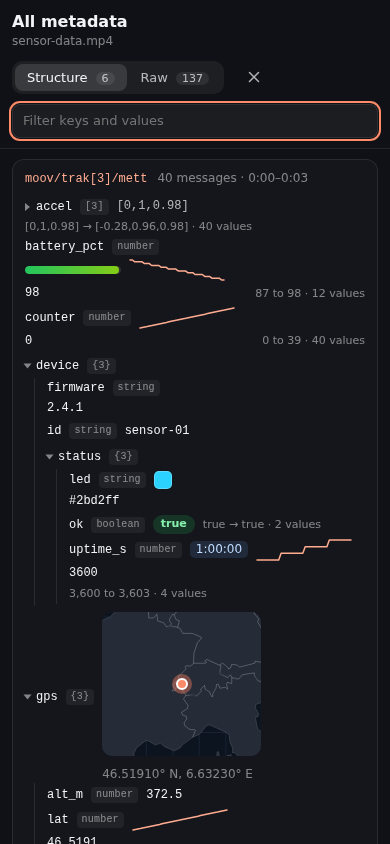 All metadata
sensor-data.mp4
Structure 6 Raw 137 ×
Filter keys and values
moov/trak[3]/mett 40 messages · 0:00–0:03
accel [3] [0,1,0.98]
[0,1,0.98] → [-0.28,0.96,0.98] · 40 values
battery_pct number
98 87 to 98 · 12 values
counter number
0 0 to 39 · 40 values
device {3}
firmware string
2.4.1
id string sensor-01
status {3}
led string
#2bd2ff
ok boolean true true → true · 2 values
uptime_s number 1:00:00
3600
3,600 to 3,603 · 4 values
gps {3}
46.51910° N, 6.63230° E
alt_m number 372.5
lat number
46.5191